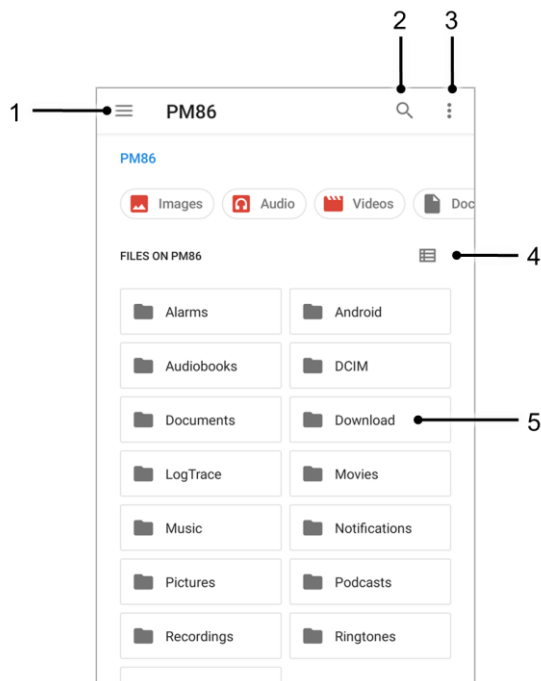 2 3
1 PM86
PM86
Images Audio Videos Doc
FILES ON PM86 4
Alarms Android
Audiobooks DCIM
Documents Download 5
LogTrace Movies
Music Notifications
Pictures Podcasts
Recordings Ringtones